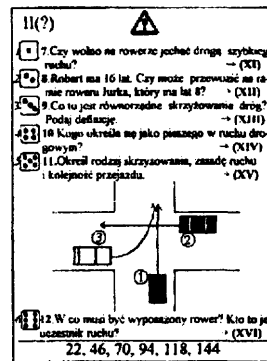 11(?)
7.Czy wolno na rowerze jechać drogą szybkiego
ruchu? → (XI)
8.Robert ma 16 lat. Czy może przewozić na ra-
mie roweru Jurka, który ma lat 8? → (XII)
9.Co to jest równorzędne skrzyżowanie dróg?
Podaj definicję. → (XIII)
10.Kogo określa się jako pieszego w ruchu dro-
gowym? → (XIV)
11.Określ rodzaj skrzyżowania, zasadę ruchu
i kolejność przejazdu. → (XV)
3
2
1
12.W co musi być wyposażony rower? Kto to je
uczestnik ruchu? → (XVI)
22, 46, 70, 94, 118, 144